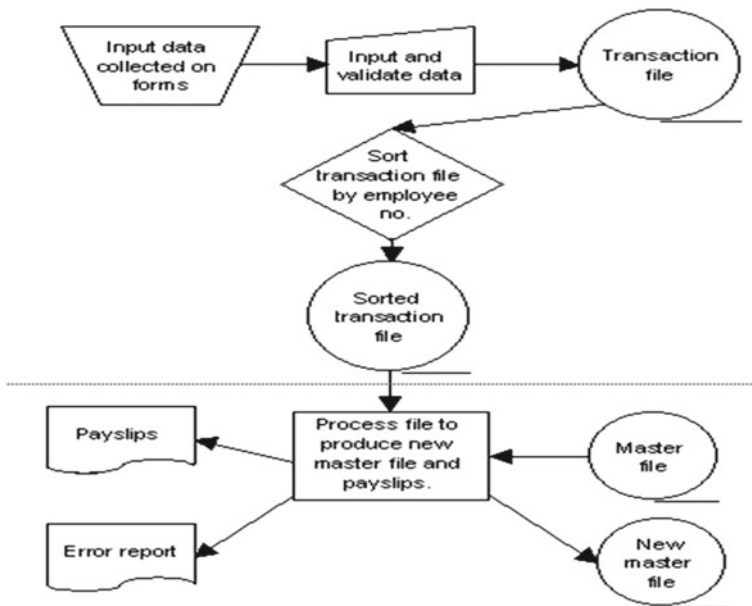 Input data
collected on
forms
Input and
validate data
Transaction
file
Sort
transaction file
by employee
no.
Sorted
transaction
file
Payslips
Process file to
produce new
master file and
payslips.
Master
file
Error report
New
master
file